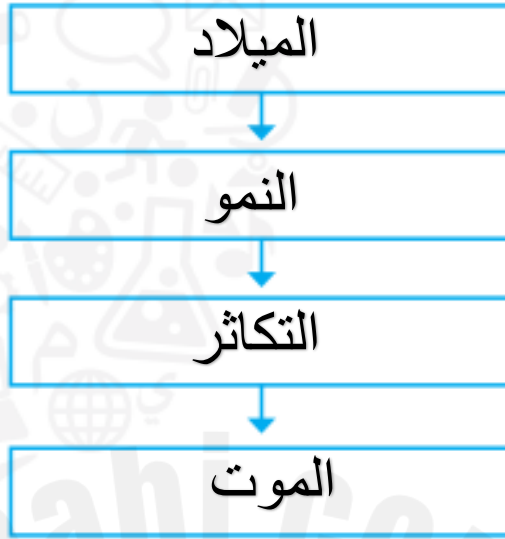 الميلاد
النمو
التكاثر
الموت